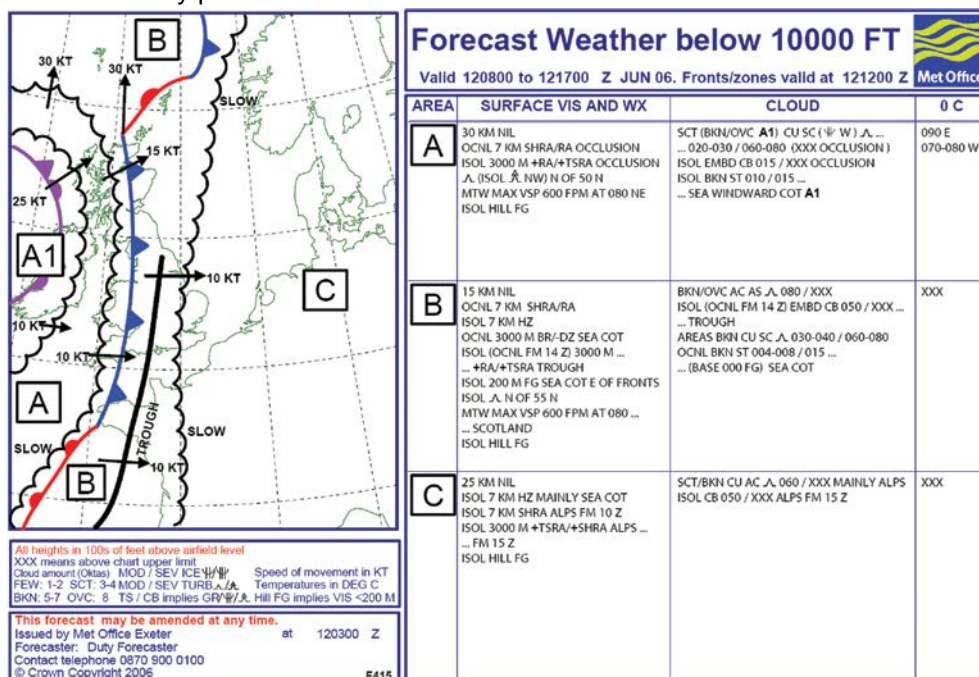 B
30 KT
30 KT
SLOW
15 KT
25 KT
A1
10 KT
C
10 KT
10 KT
A
SLOW
TROUGH
SLOW
B
10 KT
All heights in 100s of feet above airfield level
XXX means above chart upper limit
Cloud amount (Oktas) MOD / SEV ICE Speed of movement in KT
FEW: 1-2 SCT: 3-4 MOD / SEV TURB Temperatures in DEG C
BKN: 5-7 OVC: 8 TS / CB implies GR Hill FG implies VIS <200 M
This forecast may be amended at any time.
Issued by Met Office Exeter at 120300 Z
Forecaster: Duty Forecaster
Contact telephone 0870 900 0100
© Crown Copyright 2006 F415
Forecast Weather below 10000 FT
Valid 120800 to 121700 Z JUN 06. Fronts/zones valid at 121200 Z
Met Office
AREA SURFACE VIS AND WX CLOUD 0 C
A
30 KM NIL
OCNL 7 KM SHRA/RA OCCLUSION
ISOL 3000 M +RA/+TSRA OCCLUSION
(ISOL NW) N OF 50 N
MTW MAX VSP 600 FPM AT 080 NE
ISOL HILL FG
SCT (BKN/OVC A1) CU SC ( W ) ...
... 020-030 / 060-080 (XXX OCCLUSION )
ISOL EMBD CB 015 / XXX OCCLUSION
ISOL BKN ST 010 / 015 ...
... SEA WINDWARD COT A1
090 E
070-080 W
B
15 KM NIL
OCNL 7 KM SHRA/RA
ISOL 7 KM HZ
OCNL 3000 M BR/-DZ SEA COT
ISOL (OCNL FM 14 Z) 3000 M ...
... +RA/+TSRA TROUGH
ISOL 200 M FG SEA COT E OF FRONTS
ISOL N OF 55 N
MTW MAX VSP 600 FPM AT 080 ...
... SCOTLAND
ISOL HILL FG
BKN/OVC AC AS 080 / XXX
ISOL (OCNL FM 14 Z) EMBD CB 050 / XXX ...
... TROUGH
AREAS BKN CU SC 030-040 / 060-080
OCNL BKN ST 004-008 / 015 ...
... (BASE 000 FG) SEA COT
XXX
C
25 KM NIL
ISOL 7 KM HZ MAINLY SEA COT
ISOL 7 KM SHRA ALPS FM 10 Z
ISOL 3000 M +TSRA/+SHRA ALPS ...
... FM 15 Z
ISOL HILL FG
SCT/BKN CU AC 060 / XXX MAINLY ALPS
ISOL CB 050 / XXX ALPS FM 15 Z
XXX